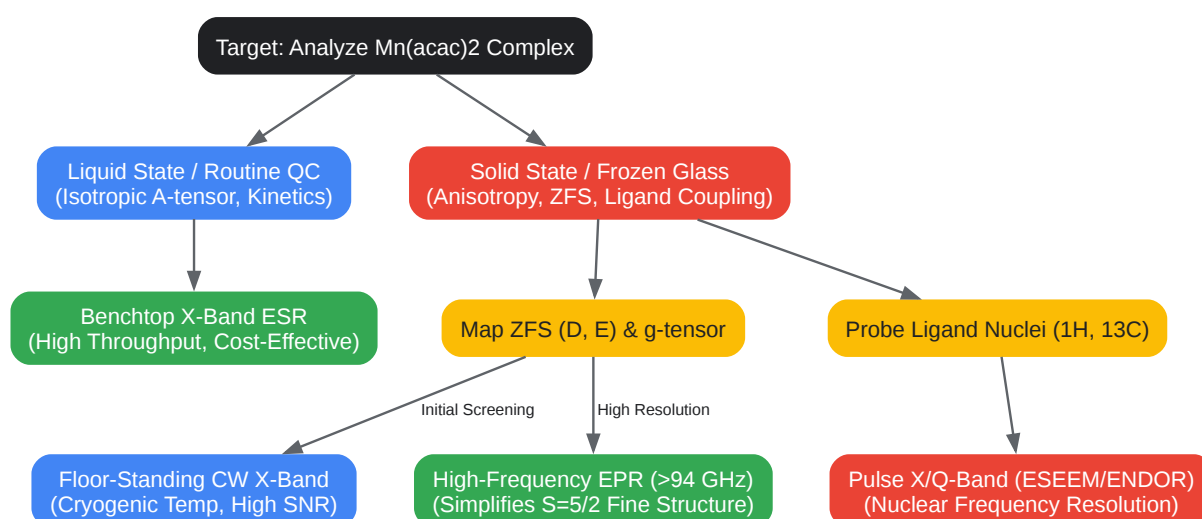 Target: Analyze Mn(acac)2 Complex
Liquid State / Routine QC
(Isotropic A-tensor, Kinetics)
Solid State / Frozen Glass
(Anisotropy, ZFS, Ligand Coupling)
Benchtop X-Band ESR
(High Throughput, Cost-Effective)
Map ZFS (D, E) & g-tensor
Probe Ligand Nuclei (1H, 13C)
Initial Screening
High Resolution
Floor-Standing CW X-Band
(Cryogenic Temp, High SNR)
High-Frequency EPR (>94 GHz)
(Simplifies S=5/2 Fine Structure)
Pulse X/Q-Band (ESEEM/ENDOR)
(Nuclear Frequency Resolution)